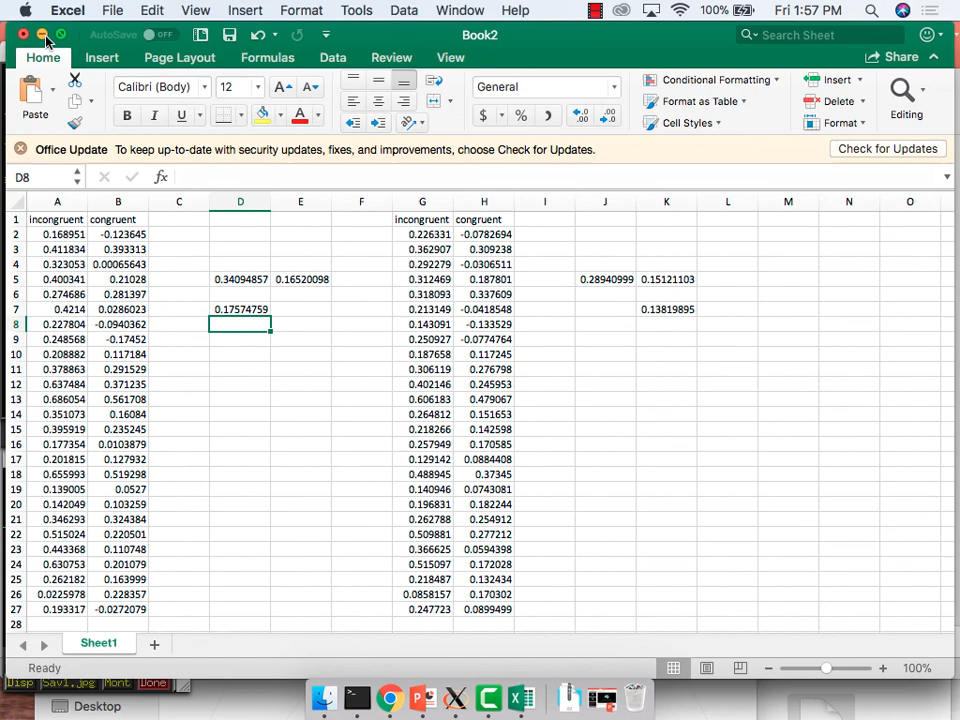 Excel File Edit View Insert Format Tools Data Window Help 100% Fri 1:57 PM
AutoSave OFF Book2 Search Sheet
Home Insert Page Layout Formulas Data Review View Share
Paste Calibri (Body) 12 A A General Conditional Formatting Insert
Format as Table Delete Editing
B I U A $ % Cell Styles Format
Office Update To keep up-to-date with security updates, fixes, and improvements, choose Check for Updates. Check for Updates
D8 fx
A B C D E F G H I J K L M N O
1 incongruent congruent incongruent congruent
2 0.168951 -0.123645 0.226331 -0.0782694
3 0.411834 0.393313 0.362907 0.309238
4 0.323053 0.00065643 0.292279 -0.0306511
5 0.400341 0.21028 0.34094857 0.16520098 0.312469 0.187801 0.28940999 0.15121103
6 0.274686 0.281397 0.318093 0.337609
7 0.4214 0.0286023 0.17574759 0.213149 -0.0418548 0.13819895
8 0.227804 -0.0940362 0.143091 -0.133529
9 0.248568 -0.17452 0.250927 -0.0774764
10 0.208882 0.117184 0.187658 0.117245
11 0.378863 0.291529 0.306119 0.276798
12 0.637484 0.371235 0.402146 0.245953
13 0.686054 0.561708 0.606183 0.479067
14 0.351073 0.16084 0.264812 0.151653
15 0.395919 0.235245 0.218266 0.142598
16 0.177354 0.0103879 0.257949 0.170585
17 0.201815 0.127932 0.129142 0.0884408
18 0.655993 0.519298 0.488945 0.37345
19 0.139005 0.0527 0.140946 0.0743081
20 0.142049 0.103259 0.196831 0.182244
21 0.346293 0.324384 0.262788 0.254912
22 0.515024 0.220501 0.509881 0.277212
23 0.443368 0.110748 0.366625 0.0594398
24 0.630753 0.201079 0.515097 0.172028
25 0.262182 0.163999 0.218487 0.132434
26 0.0225978 0.228357 0.0858157 0.170302
27 0.193317 -0.0272079 0.247723 0.0899499
28
Sheet1
Ready 100%
Disp Sav1.jpg Mont Done
Desktop